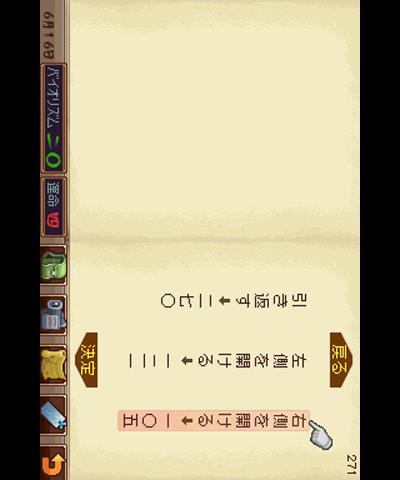 271
右側を開ける➡一〇五
左側を開ける➡一二一
引き返す➡二七〇
戻る
決定
6月16日
バイオリズム 二〇
運命 四